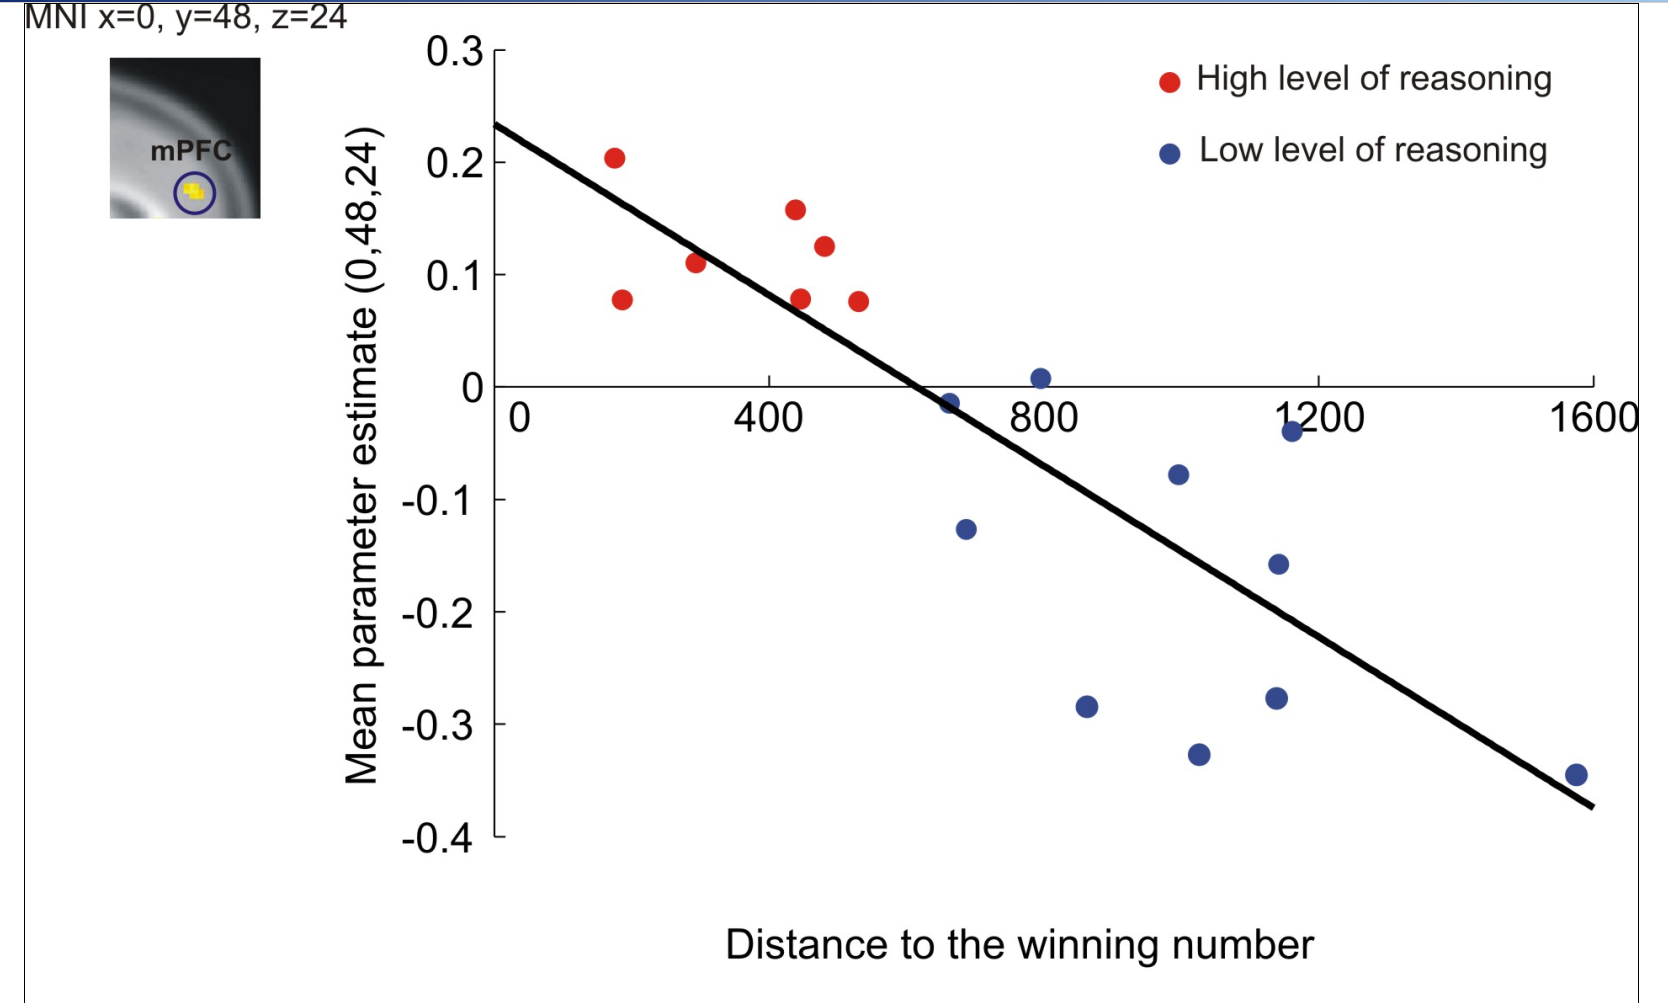 MNI x=0, y=48, z=24
mPFC
High level of reasoning
Low level of reasoning
Mean parameter estimate (0,48,24)
0.3
0.2
0.1
0
-0.1
-0.2
-0.3
-0.4
0 400 800 1200 1600
Distance to the winning number